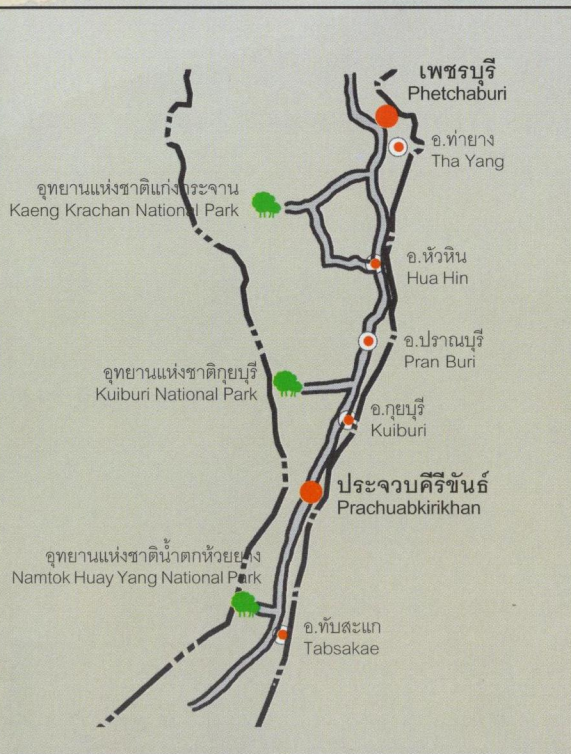 เพชรบุรี
Phetchaburi
อ.ท่ายาง
Tha Yang
อุทยานแห่งชาติแก่งกระจาน
Kaeng Krachan National Park
อ.หัวหิน
Hua Hin
อ.ปราณบุรี
Pran Buri
อุทยานแห่งชาติกุยบุรี
Kuiburi National Park
อ.กุยบุรี
Kuiburi
ประจวบคีรีขันธ์
Prachuabkirikhan
อุทยานแห่งชาติน้ำตกห้วยยาง
Namtok Huay Yang National Park
อ.ทับสะแก
Tabsakae